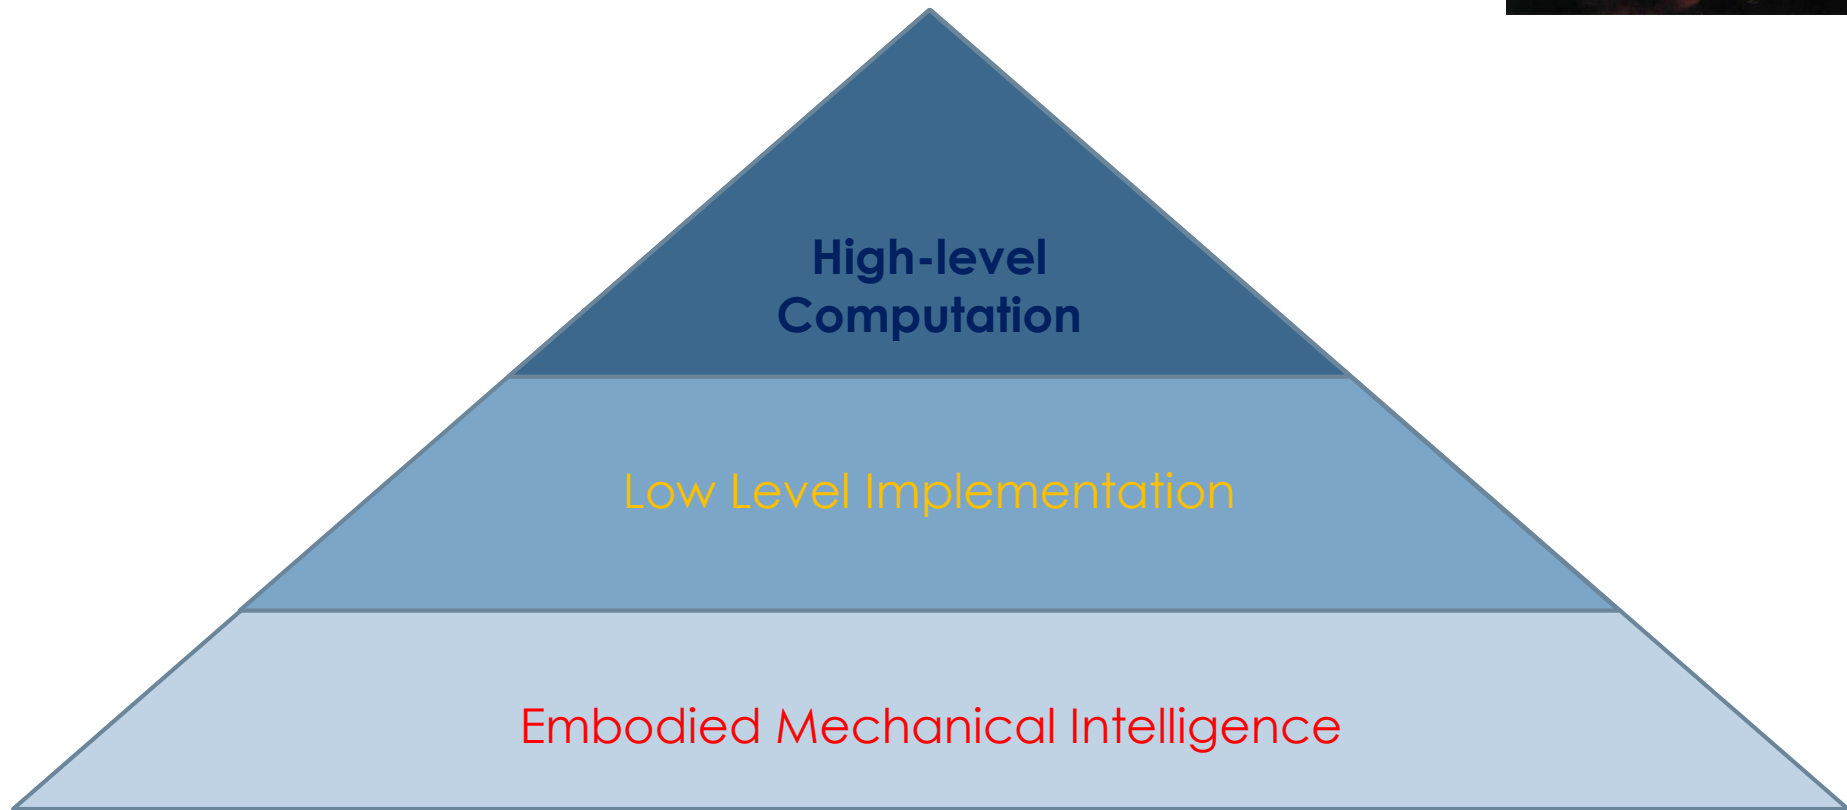 High-level
Computation
Low Level Implementation
Embodied Mechanical Intelligence